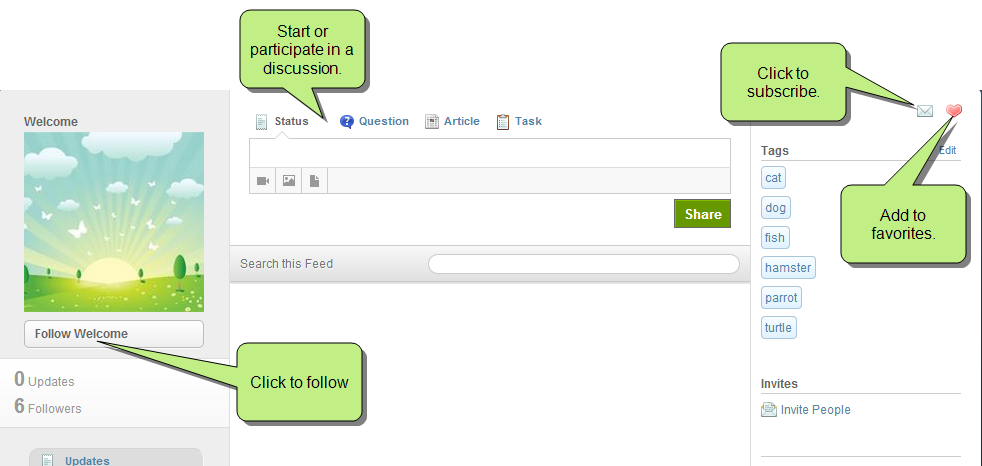 Start or
participate in a
discussion.
Click to
subscribe.
Welcome
Status Question Article Task
Tags Edit
cat
dog
fish
hamster
parrot
turtle
Add to
favorites.
Share
Search this Feed
Follow Welcome
Click to follow
0 Updates
6 Followers
Invites
Invite People
Updates